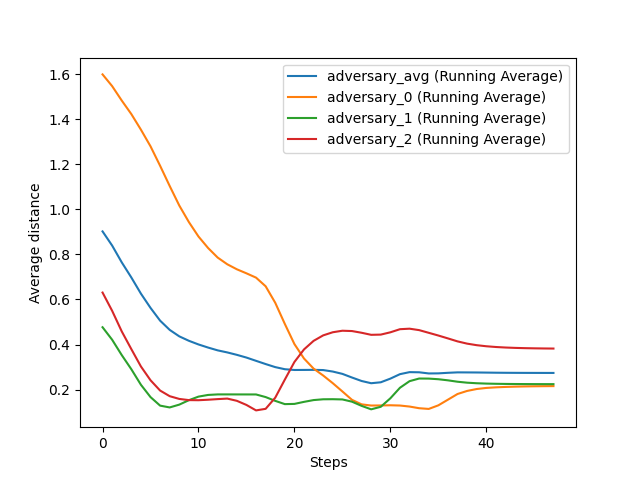 adversary_avg (Running Average)
adversary_0 (Running Average)
adversary_1 (Running Average)
adversary_2 (Running Average)
Average distance
1.6
1.4
1.2
1.0
0.8
0.6
0.4
0.2
0 10 20 30 40
Steps